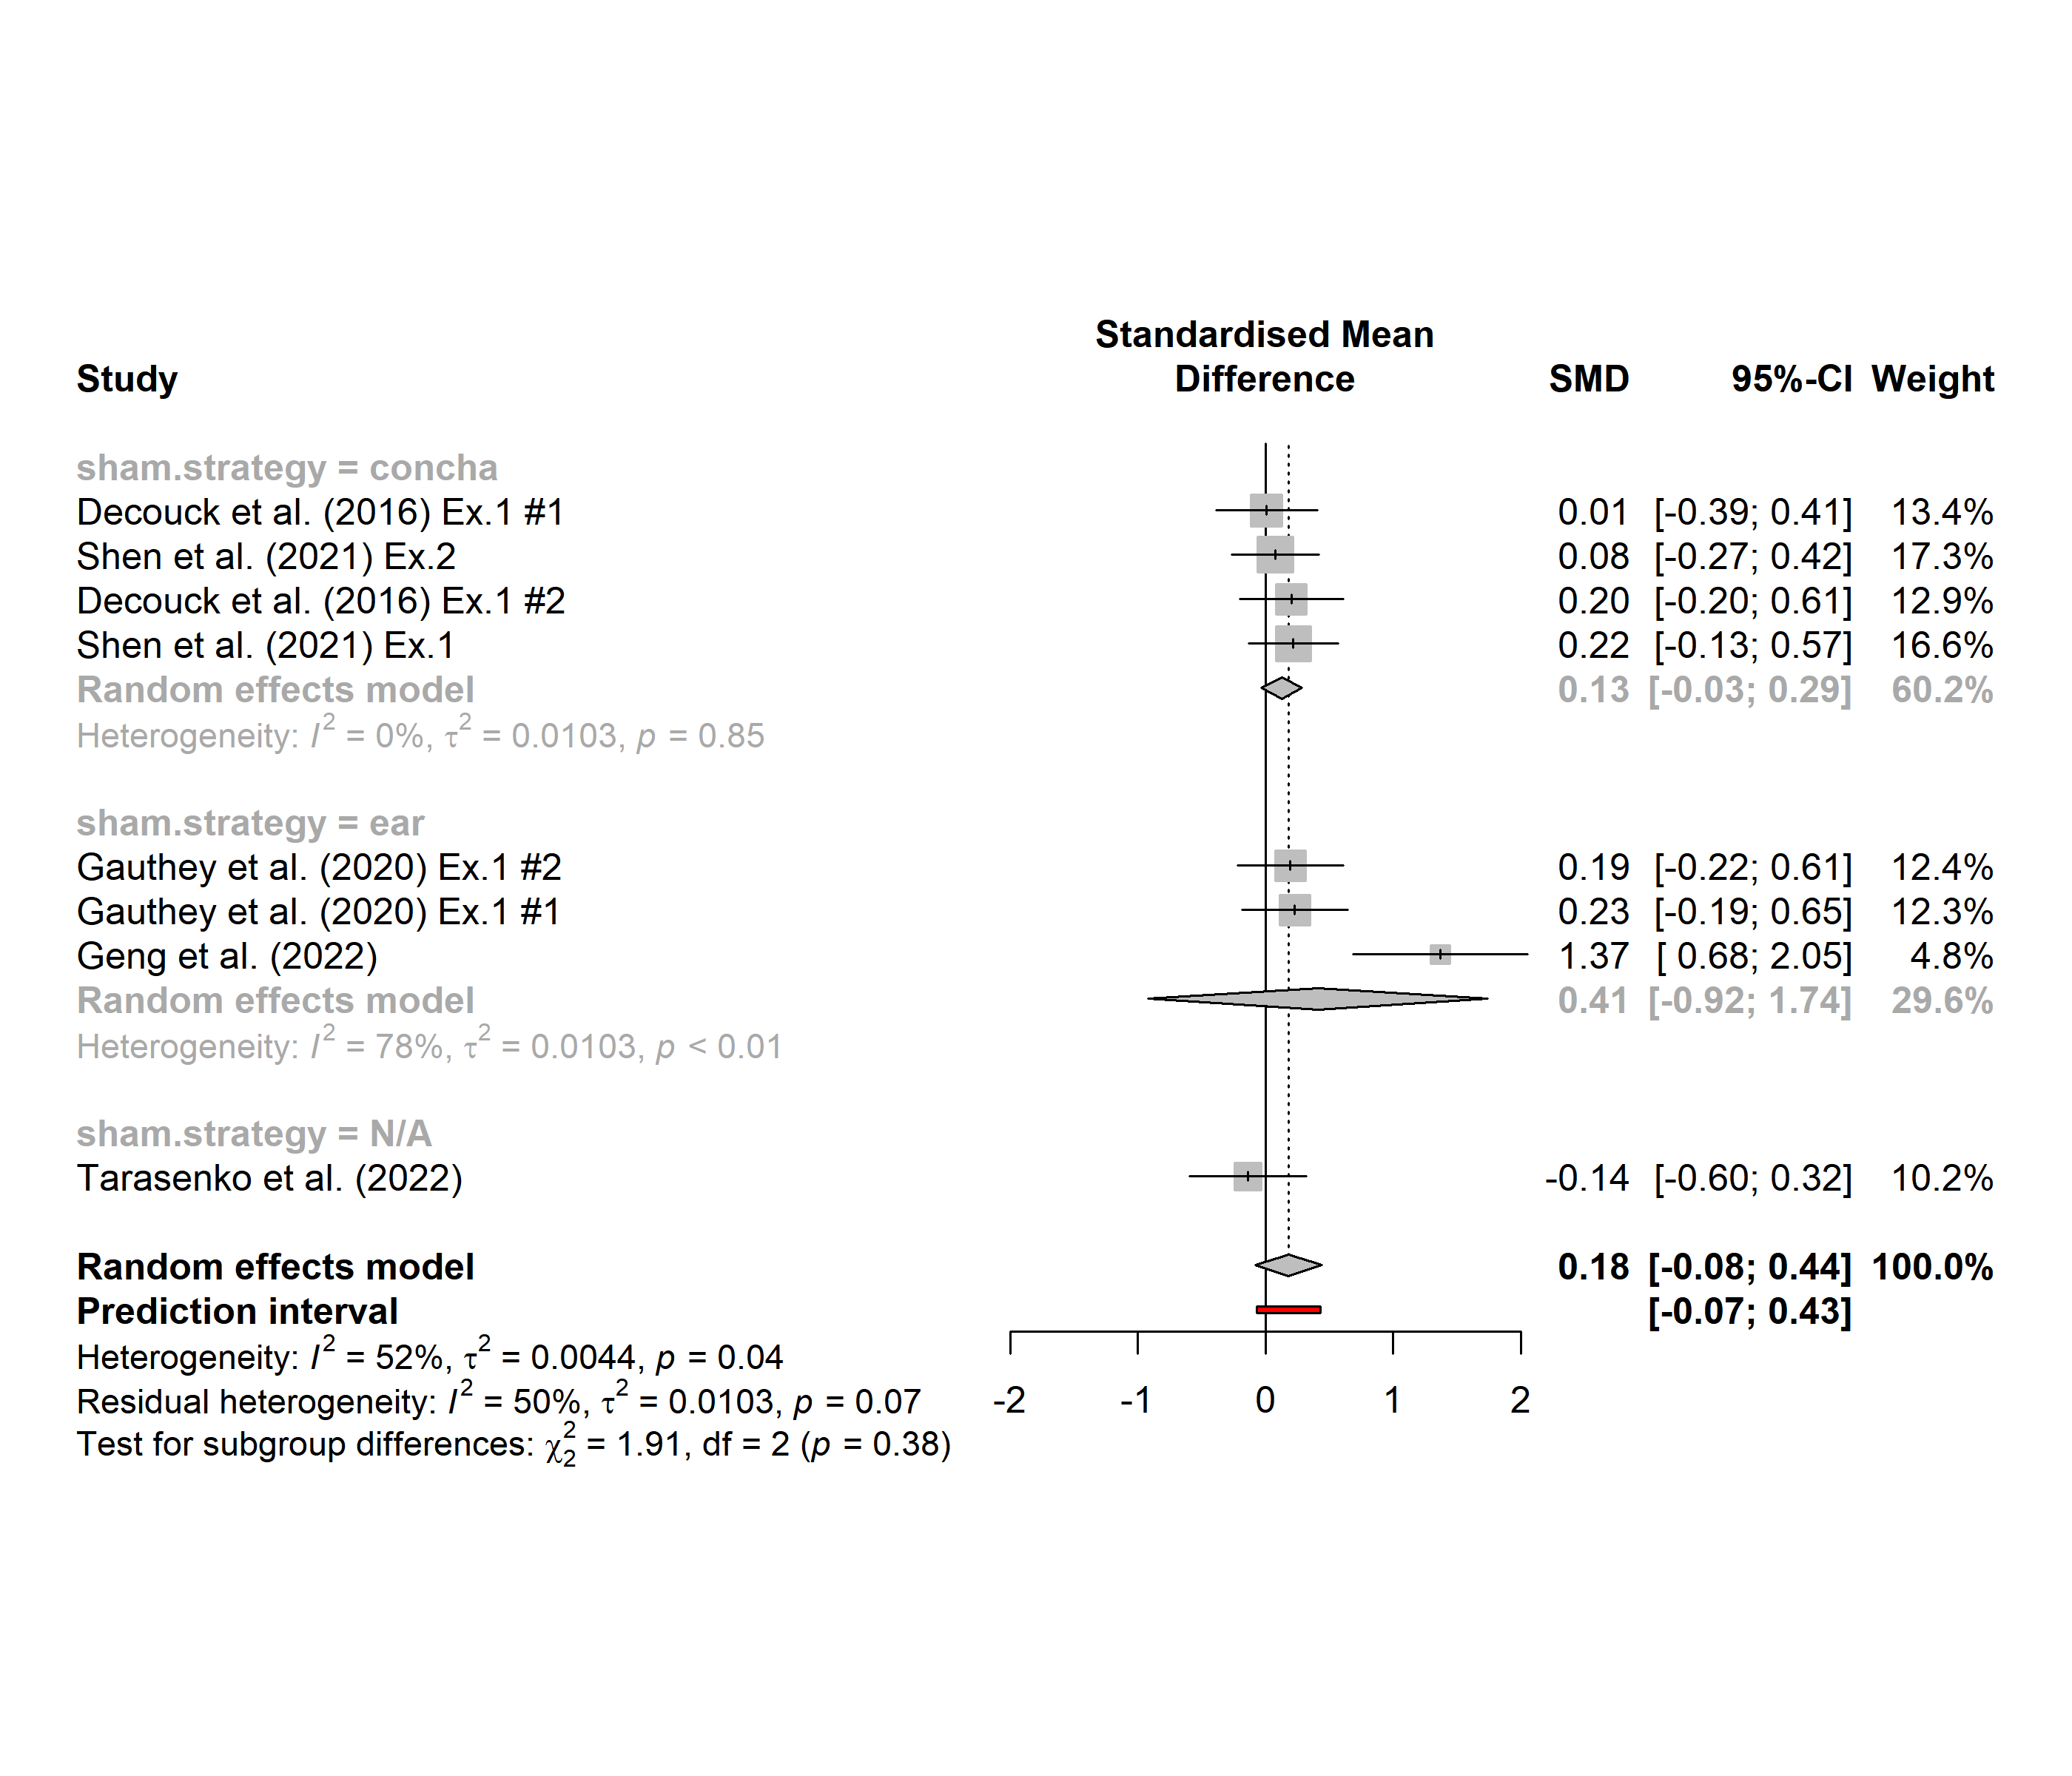 Standardised Mean
Study Difference SMD 95%-CI Weight
sham.strategy = concha
Decouck et al. (2016) Ex.1 #1 0.01 [-0.39; 0.41] 13.4%
Shen et al. (2021) Ex.2 0.08 [-0.27; 0.42] 17.3%
Decouck et al. (2016) Ex.1 #2 0.20 [-0.20; 0.61] 12.9%
Shen et al. (2021) Ex.1 0.22 [-0.13; 0.57] 16.6%
Random effects model 0.13 [-0.03; 0.29] 60.2%
Heterogeneity: I² = 0%, τ² = 0.0103, p = 0.85
sham.strategy = ear
Gauthey et al. (2020) Ex.1 #2 0.19 [-0.22; 0.61] 12.4%
Gauthey et al. (2020) Ex.1 #1 0.23 [-0.19; 0.65] 12.3%
Geng et al. (2022) 1.37 [ 0.68; 2.05] 4.8%
Random effects model 0.41 [-0.92; 1.74] 29.6%
Heterogeneity: I² = 78%, τ² = 0.0103, p < 0.01
sham.strategy = N/A
Tarasenko et al. (2022) -0.14 [-0.60; 0.32] 10.2%
Random effects model 0.18 [-0.08; 0.44] 100.0%
Prediction interval [-0.07; 0.43]
Heterogeneity: I² = 52%, τ² = 0.0044, p = 0.04
Residual heterogeneity: I² = 50%, τ² = 0.0103, p = 0.07
-2 -1 0 1 2
Test for subgroup differences: χ²₂ = 1.91, df = 2 (p = 0.38)